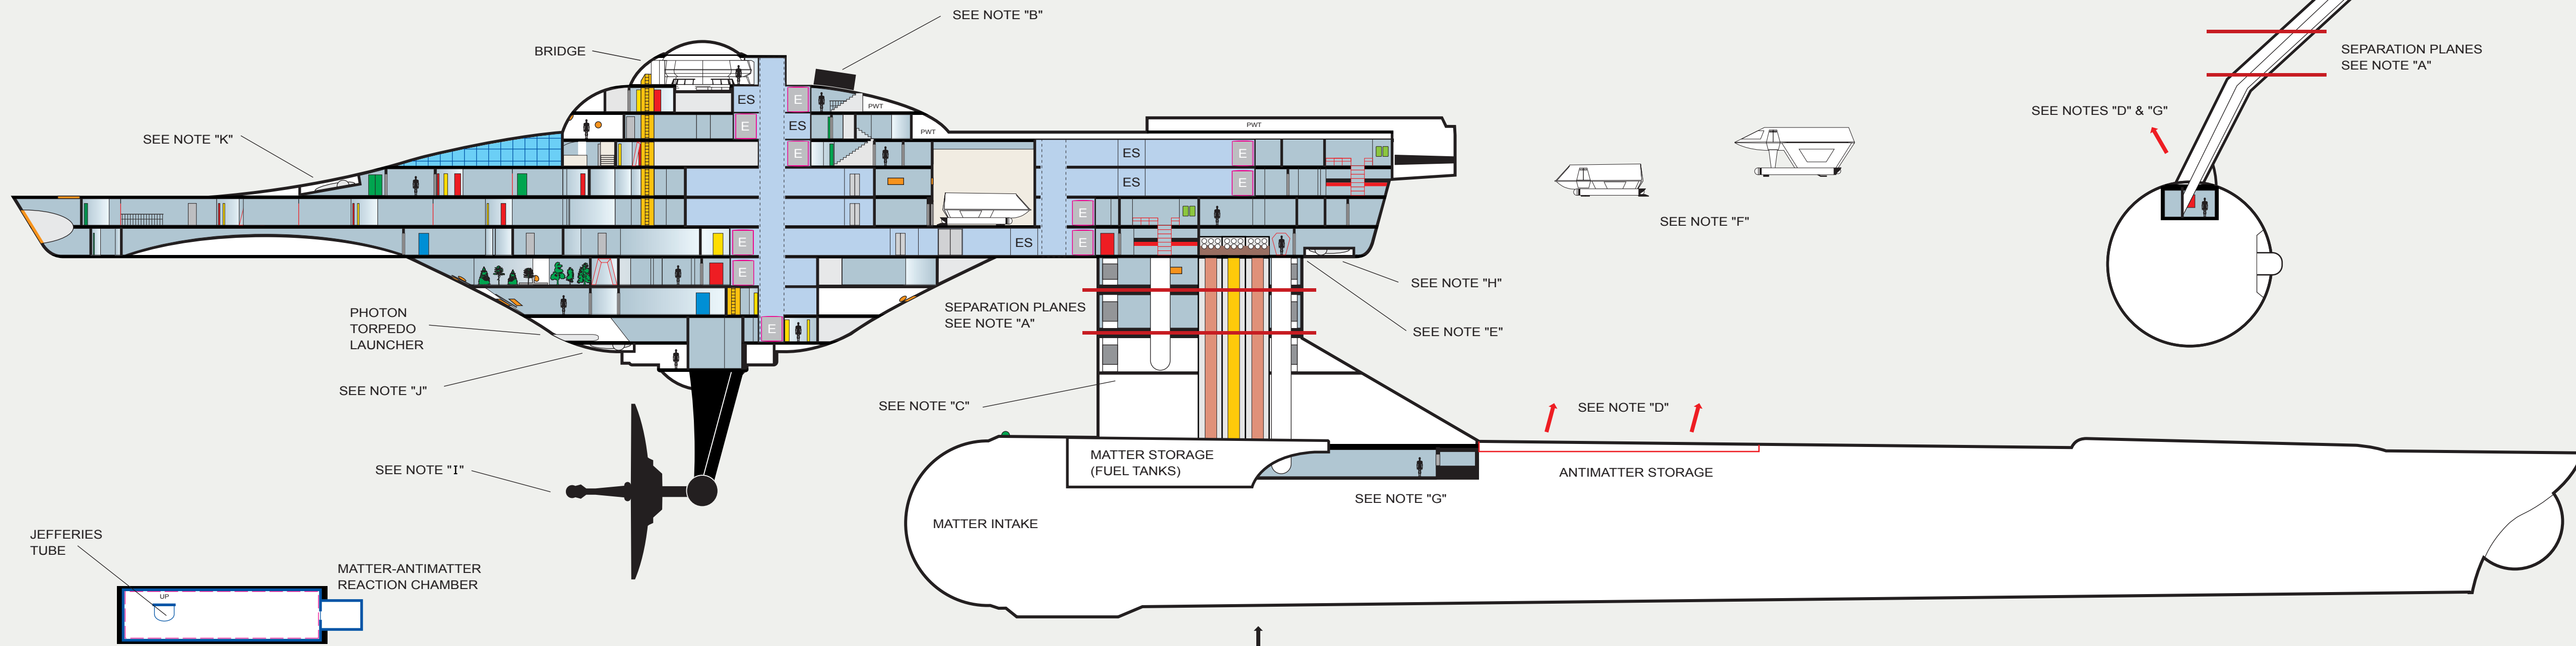 SEE NOTE "B"
BRIDGE
SEE NOTE "K"
ES
E
PWT
E
ES
PWT
E
PWT
ES
E
ES
E
E
E
ES
E
E
E
SEPARATION PLANES
SEE NOTE "A"
SEE NOTES "D" & "G"
SEE NOTE "F"
SEE NOTE "H"
SEE NOTE "E"
SEPARATION PLANES
SEE NOTE "A"
PHOTON
TORPEDO
LAUNCHER
SEE NOTE "J"
SEE NOTE "C"
SEE NOTE "D"
SEE NOTE "I"
MATTER STORAGE
(FUEL TANKS)
ANTIMATTER STORAGE
SEE NOTE "G"
MATTER INTAKE
JEFFERIES
TUBE
MATTER-ANTIMATTER
REACTION CHAMBER
UP